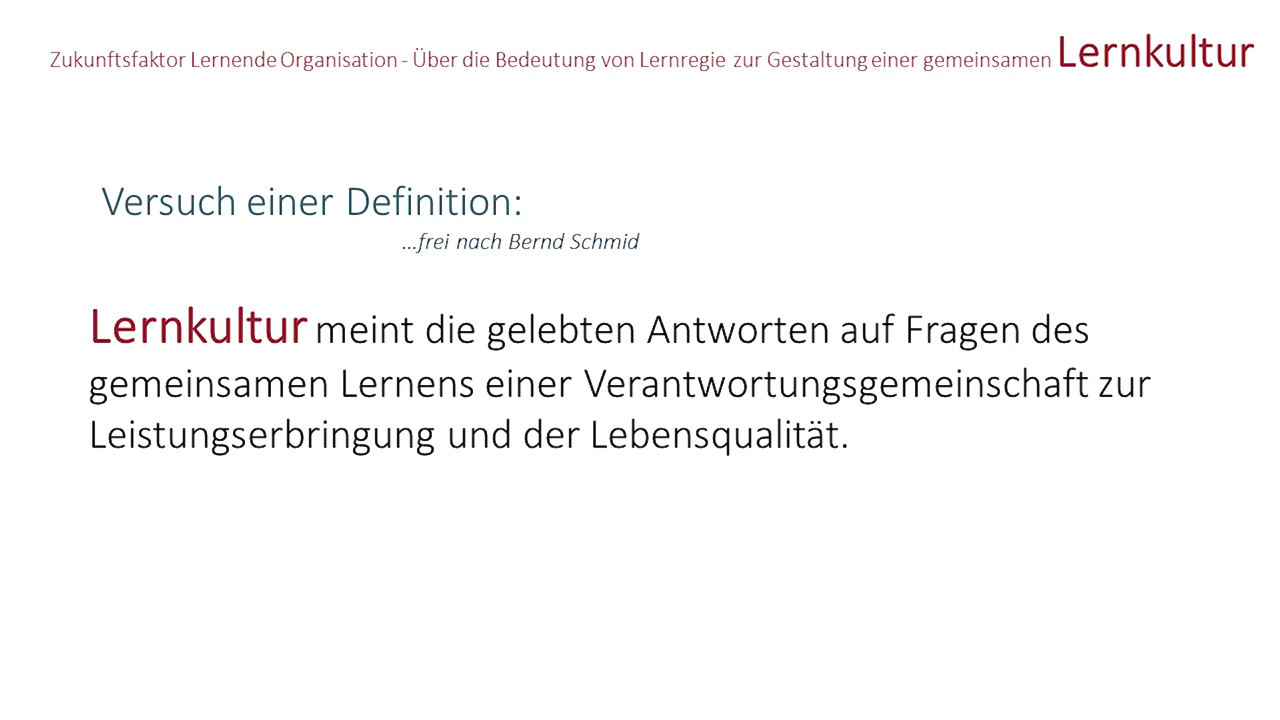 Zukunftsfaktor Lernende Organisation - Über die Bedeutung von Lernregie zur Gestaltung einer gemeinsamen Lernkultur
Versuch einer Definition:
...frei nach Bernd Schmid
Lernkultur meint die gelebten Antworten auf Fragen des
gemeinsamen Lernens einer Verantwortungsgemeinschaft zur
Leistungserbringung und der Lebensqualität.